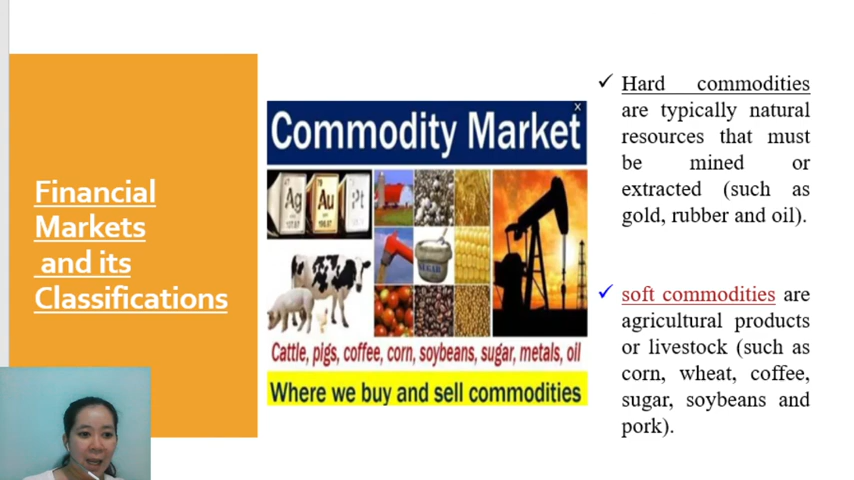 Financial
Markets
and its
Classifications
x
Commodity Market
Ag
Au
Pt
Cattle, pigs, coffee, corn, soybeans, sugar, metals, oil
Where we buy and sell commodities
✓ Hard commodities
are typically natural
resources that must
be mined or
extracted (such as
gold, rubber and oil).
✓ soft commodities are
agricultural products
or livestock (such as
corn, wheat, coffee,
sugar, soybeans and
pork).